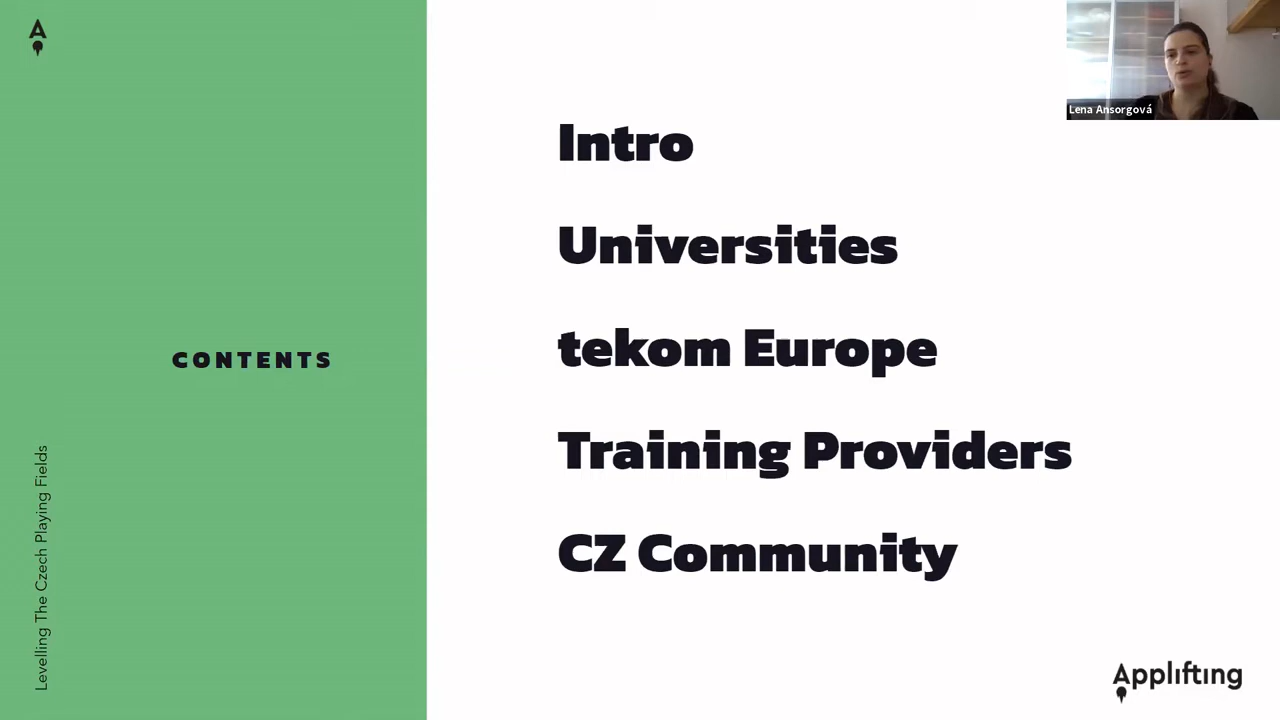 A
Lena Ansorgová
Intro
Universities
tekom Europe
CONTENTS
Training Providers
CZ Community
Levelling The Czech Playing Fields
Applifting